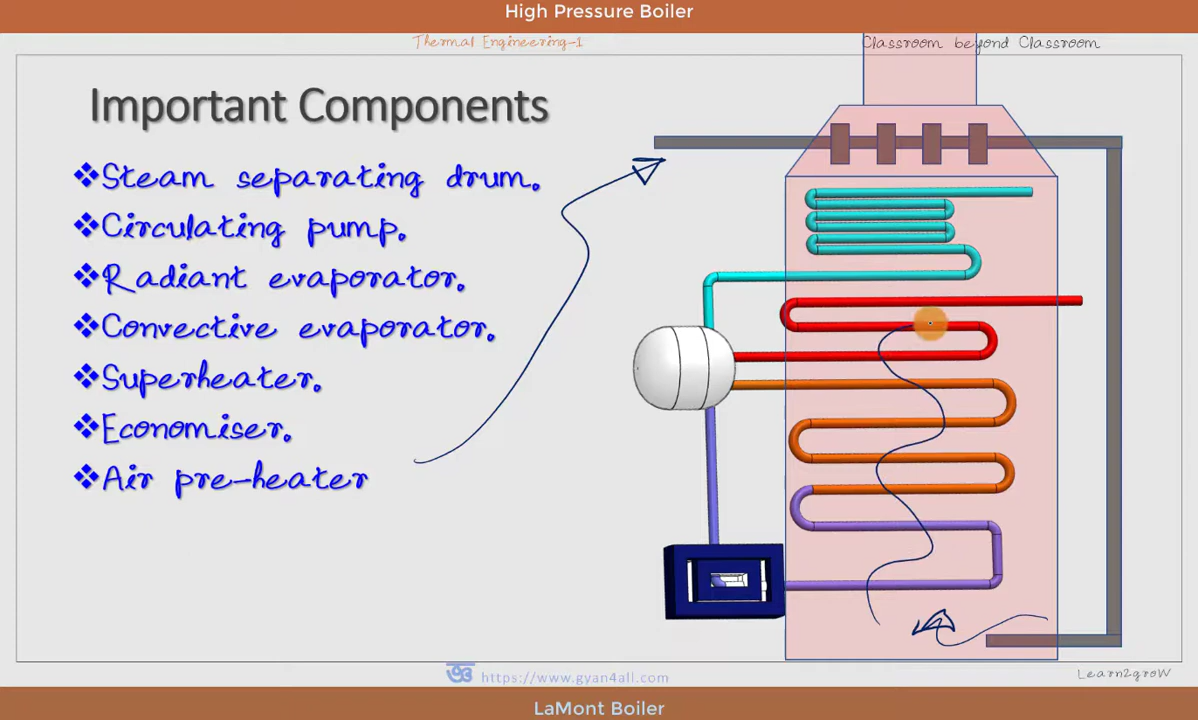 High Pressure Boiler
Thermal Engineering-1
Classroom beyond Classroom
Important Components
❖Steam separating drum.
❖Circulating pump.
❖Radiant evaporator.
❖Convective evaporator.
❖Superheater.
❖Economiser.
❖Air pre-heater
https://www.gyan4all.com
Learn2groW
LaMont Boiler